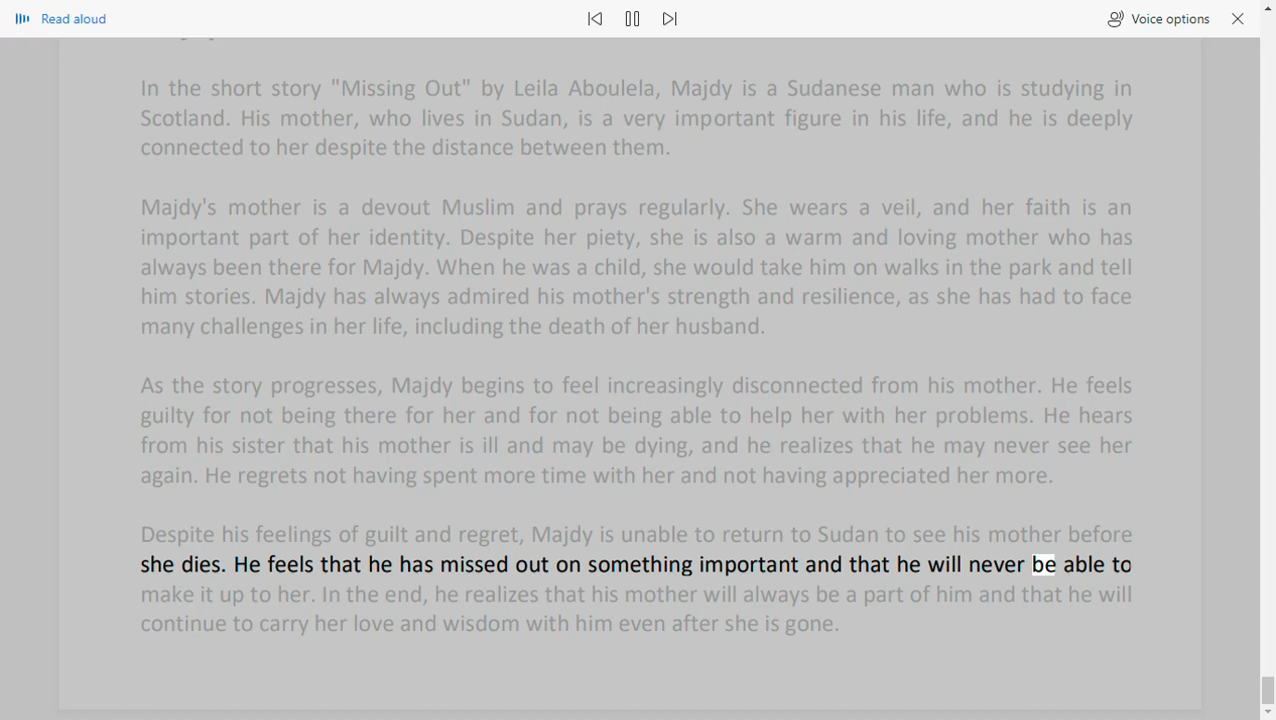 Read aloud
Voice options
In the short story "Missing Out" by Leila Aboulela, Majdy is a Sudanese man who is studying in
Scotland. His mother, who lives in Sudan, is a very important figure in his life, and he is deeply
connected to her despite the distance between them.
Majdy's mother is a devout Muslim and prays regularly. She wears a veil, and her faith is an
important part of her identity. Despite her piety, she is also a warm and loving mother who has
always been there for Majdy. When he was a child, she would take him on walks in the park and tell
him stories. Majdy has always admired his mother's strength and resilience, as she has had to face
many challenges in her life, including the death of her husband.
As the story progresses, Majdy begins to feel increasingly disconnected from his mother. He feels
guilty for not being there for her and for not being able to help her with her problems. He hears
from his sister that his mother is ill and may be dying, and he realizes that he may never see her
again. He regrets not having spent more time with her and not having appreciated her more.
Despite his feelings of guilt and regret, Majdy is unable to return to Sudan to see his mother before
she dies. He feels that he has missed out on something important and that he will never be able to
make it up to her. In the end, he realizes that his mother will always be a part of him and that he will
continue to carry her love and wisdom with him even after she is gone.